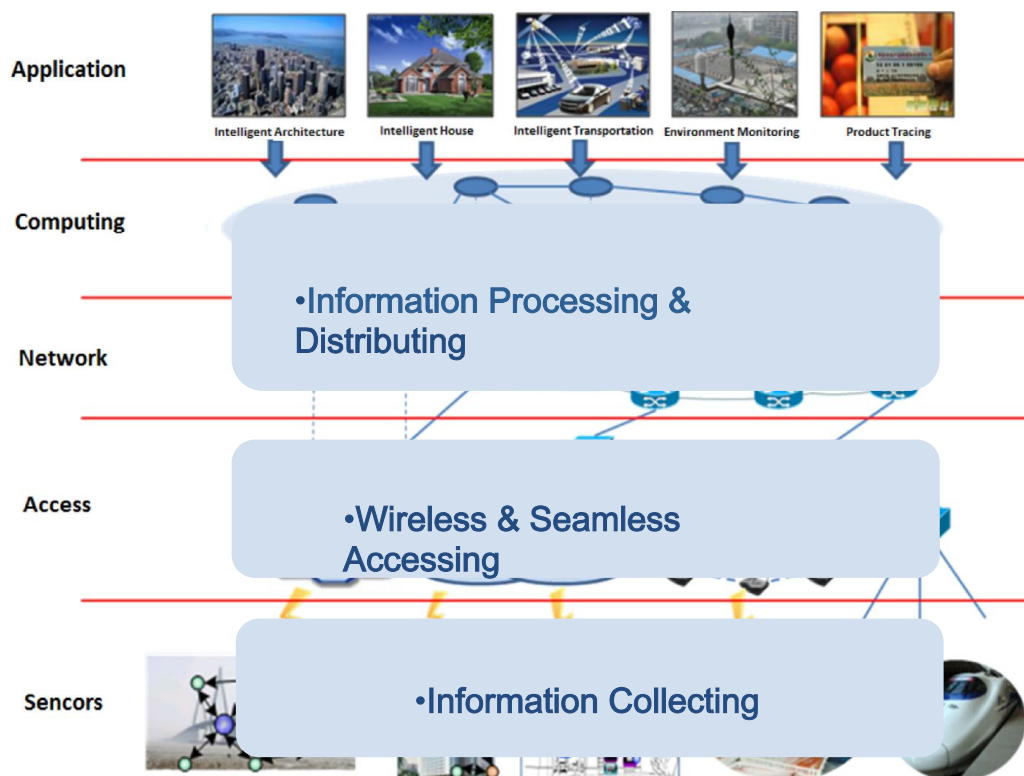 Application
Intelligent Architecture
Intelligent House
Intelligent Transportation
Environment Monitoring
Product Tracing
Computing
•Information Processing &
Distributing
Network
Access
•Wireless & Seamless
Accessing
Sencors
•Information Collecting